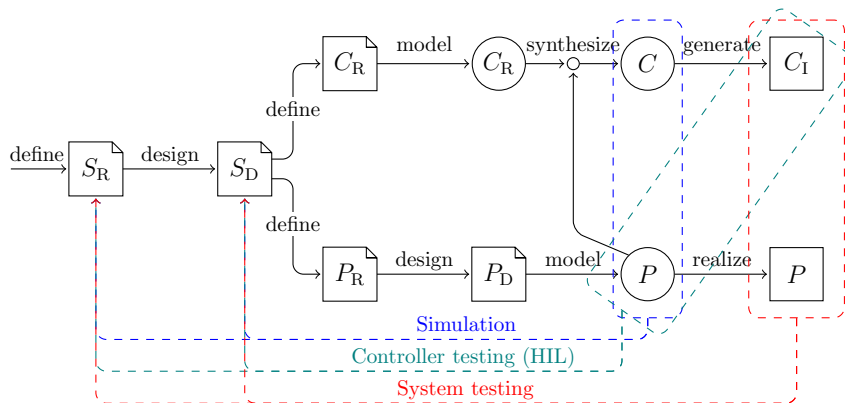 model synthesize generate
C_R C_R C C_I
define
define design
S_R S_D
define
design model realize
P_R P_D P P
Simulation
Controller testing (HIL)
System testing